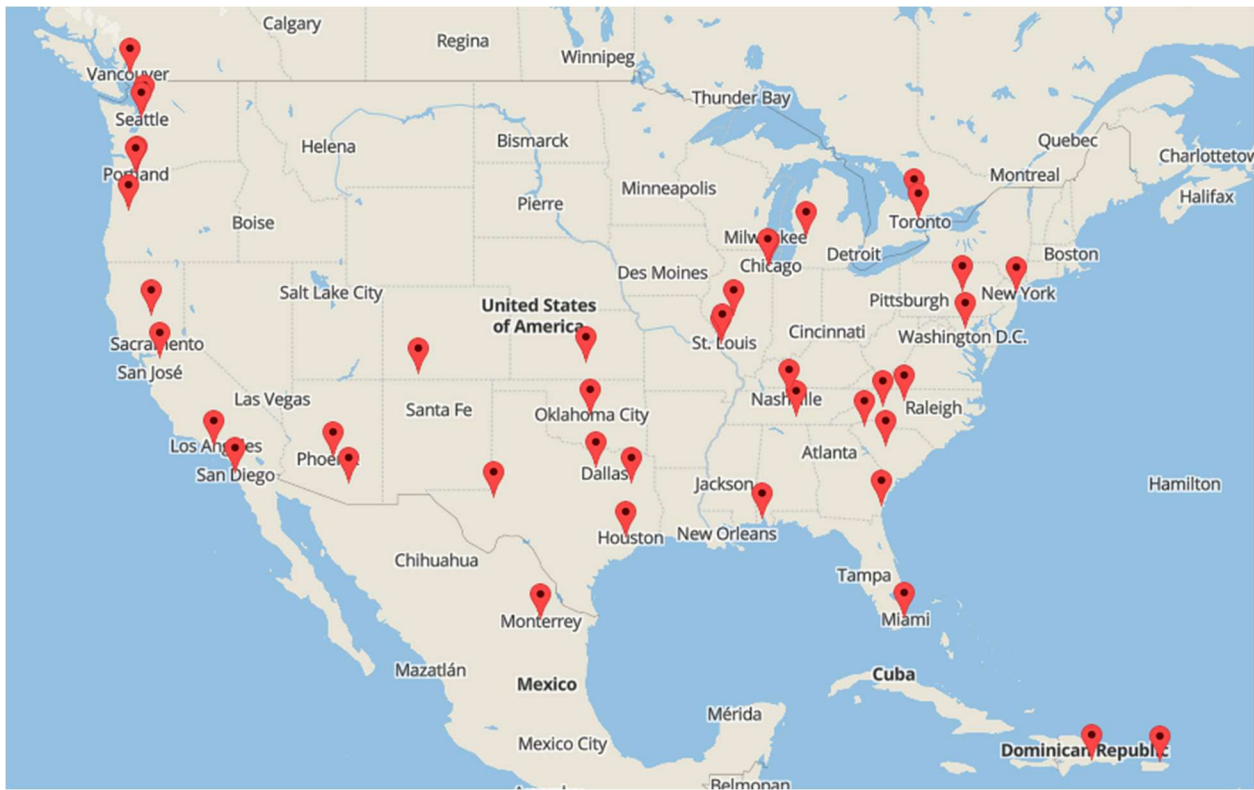 Calgary
Regina
Winnipeg
Vancouver
Thunder Bay
Seattle
Quebec
Charlottetow
Helena
Bismarck
Portland
Montreal
Minneapolis
Halifax
Pierre
Boise
Toronto
Milwaukee
Detroit
Boston
Chicago
Des Moines
Salt Lake City
New York
Pittsburgh
United States
of America
Cincinnati
Washington D.C.
Sacramento
St. Louis
San José
Las Vegas
Nashville
Santa Fe
Oklahoma City
Raleigh
Los Angeles
Atlanta
Phoenix
San Diego
Dallas
Jackson
Hamilton
Houston
New Orleans
Chihuahua
Tampa
Monterrey
Miami
Mazatlán
Cuba
Mexico
Mérida
Mexico City
Dominican Republic
Belmopan